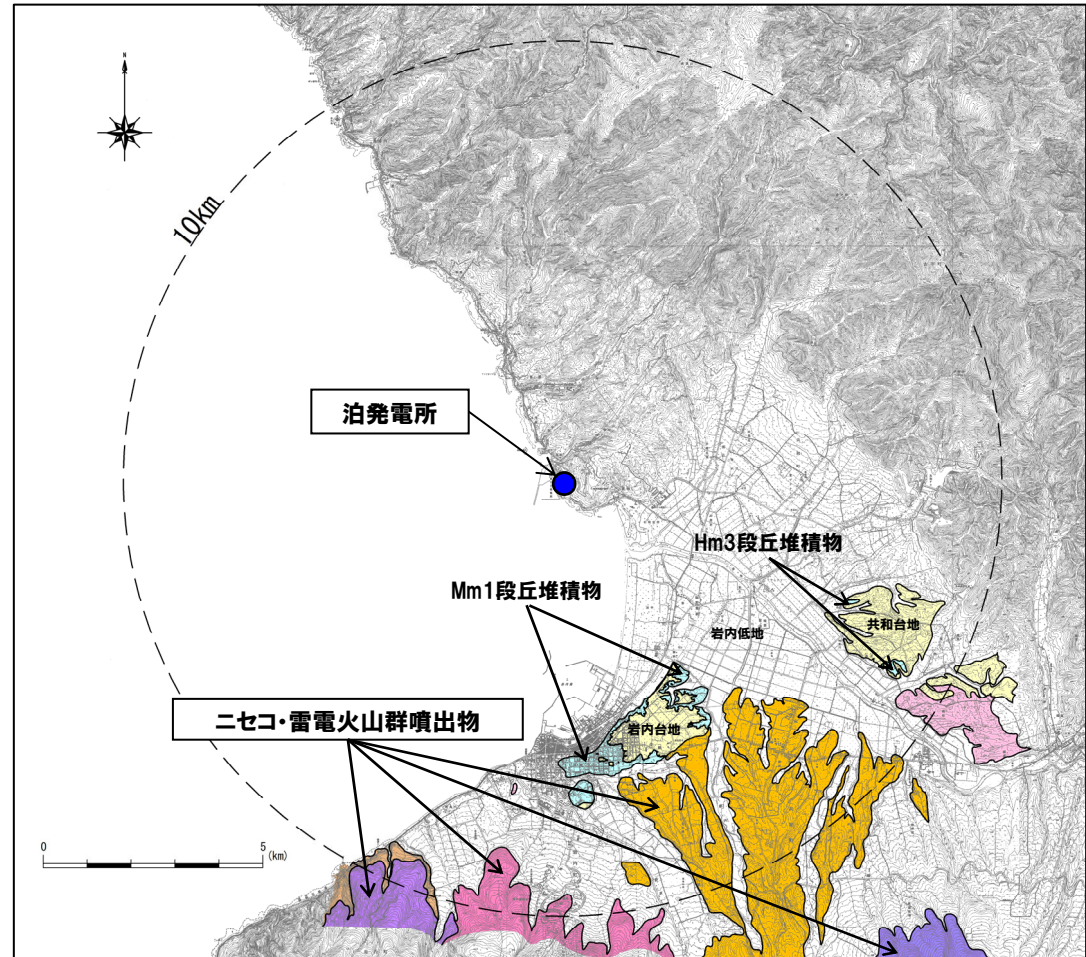 N
10km
泊発電所
Hm3段丘堆積物
Mm1段丘堆積物
共和台地
岩内低地
ニセコ・雷電火山群噴出物
岩内台地
0 5
(km)